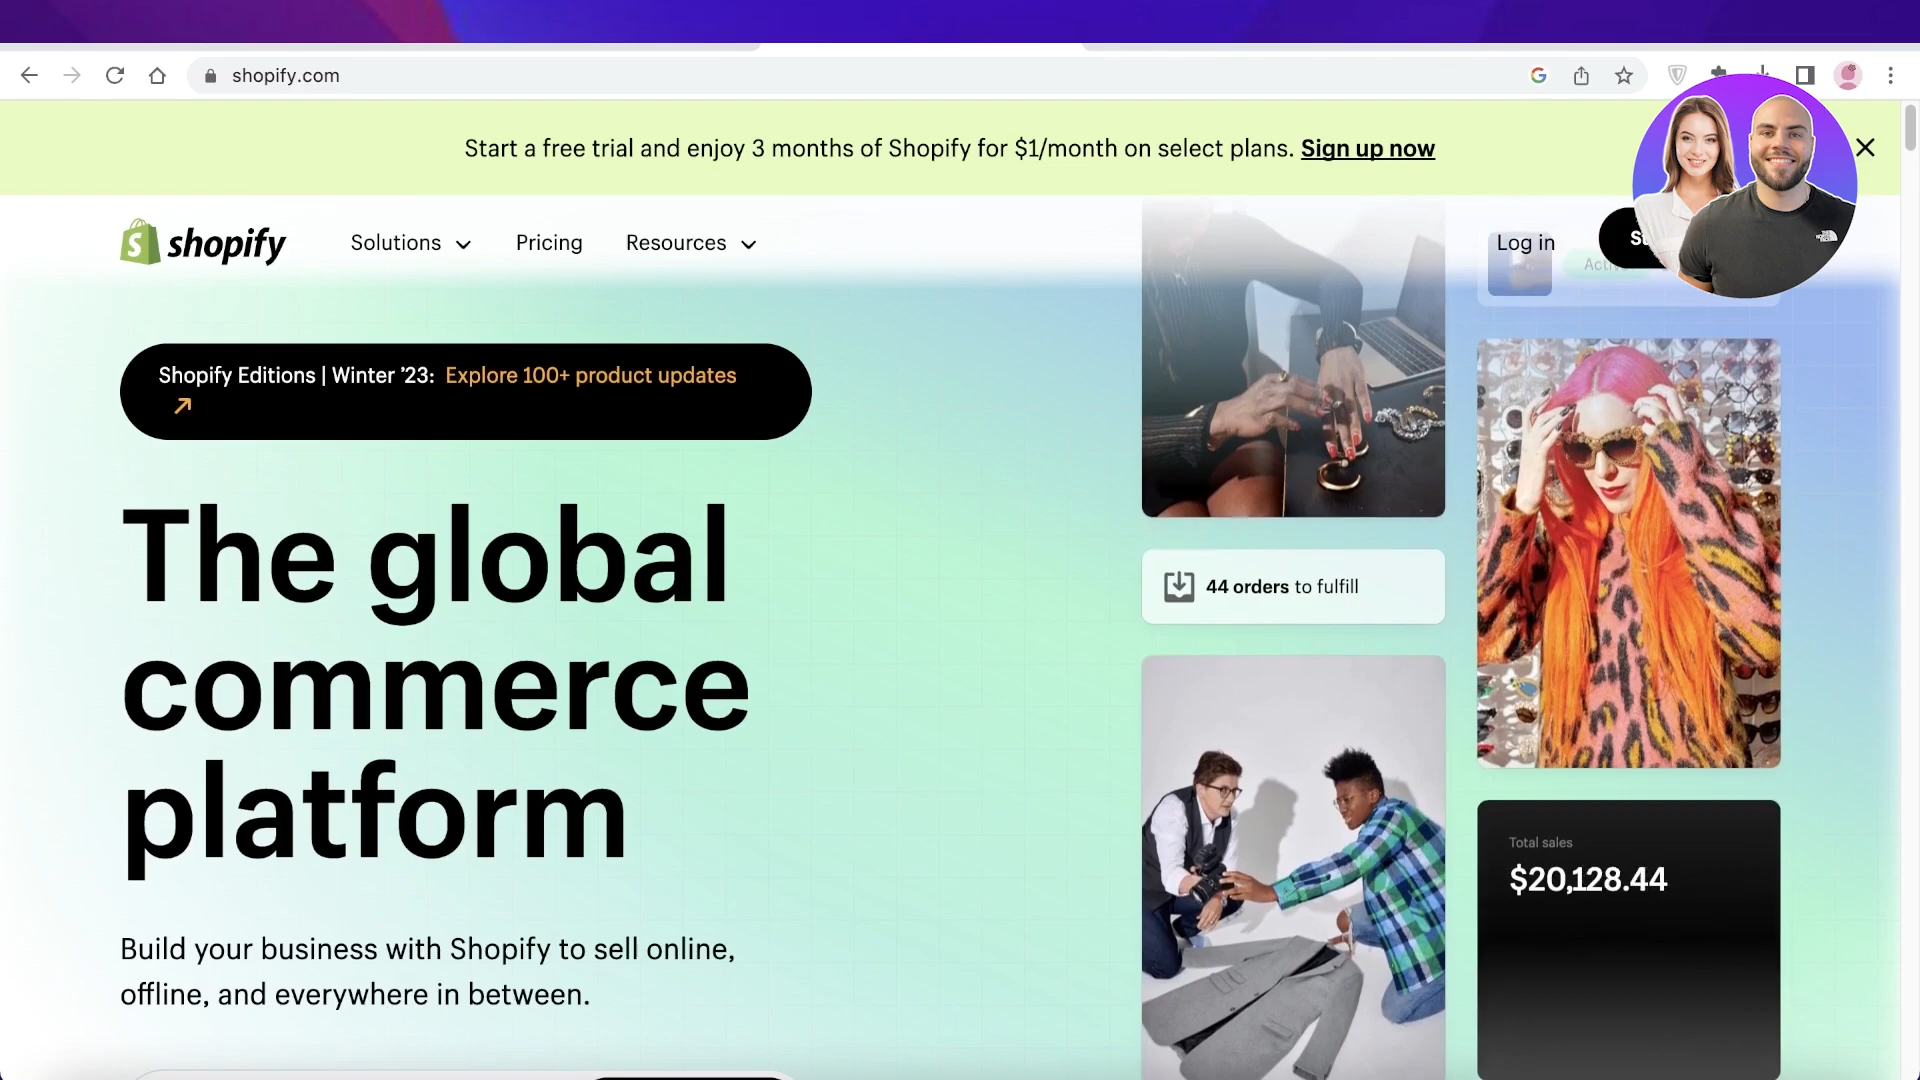 shopify.com
Start a free trial and enjoy 3 months of Shopify for $1/month on select plans. Sign up now
shopify
Solutions
Pricing
Resources
Log in
Shopify Editions | Winter ’23: Explore 100+ product updates
The global
commerce
platform
Build your business with Shopify to sell online,
offline, and everywhere in between.
44 orders to fulfill
Total sales
$20,128.44